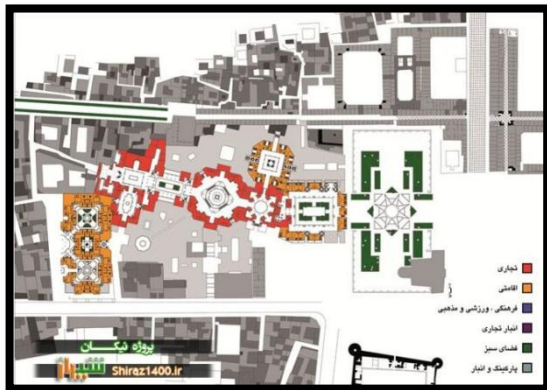 تجاری
اقامتی
فرهنگی ، ورزشی و مذهبی
انبار تجاری
فضای سبز
پارکینگ و انبار
پروژه نیکان
Shiraz1400.ir